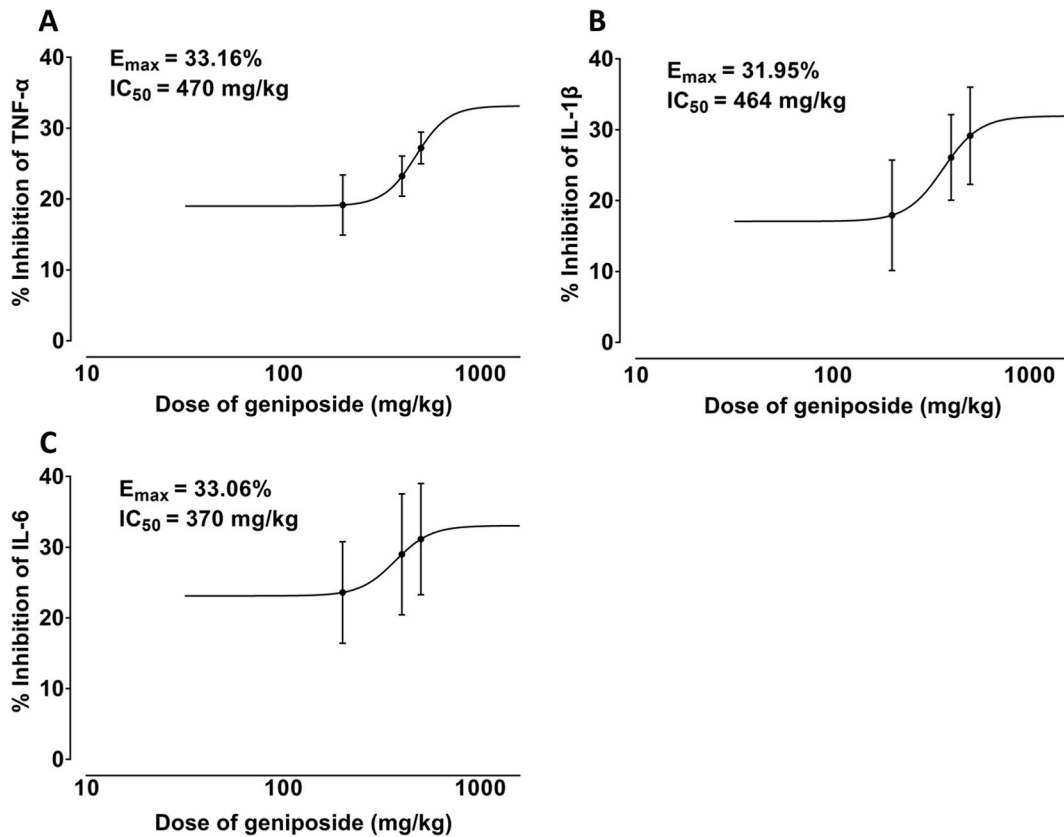 A
% Inhibition of TNF-α
40
30
20
10
0
E_max = 33.16%
IC_50 = 470 mg/kg
10 100 1000
Dose of geniposide (mg/kg)
B
% Inhibition of IL-1β
40
30
20
10
0
E_max = 31.95%
IC_50 = 464 mg/kg
10 100 1000
Dose of geniposide (mg/kg)
C
% Inhibition of IL-6
40
30
20
10
0
E_max = 33.06%
IC_50 = 370 mg/kg
10 100 1000
Dose of geniposide (mg/kg)